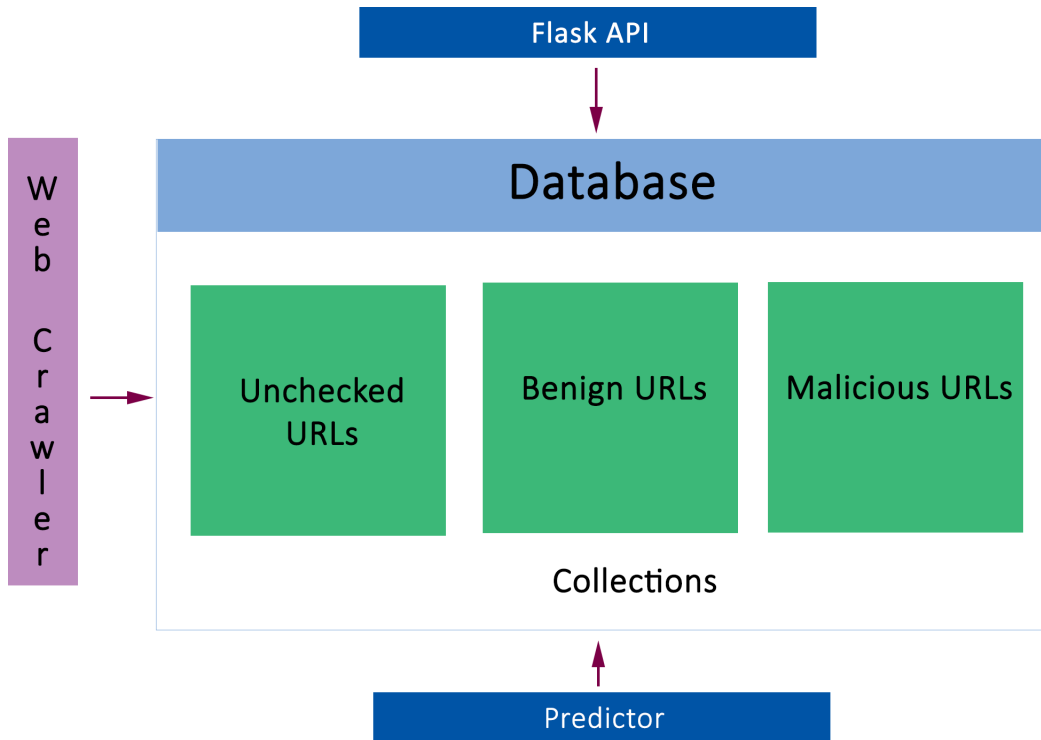 Flask API
Database
Web Crawler
Unchecked
URLs
Benign URLs
Malicious URLs
Collections
Predictor